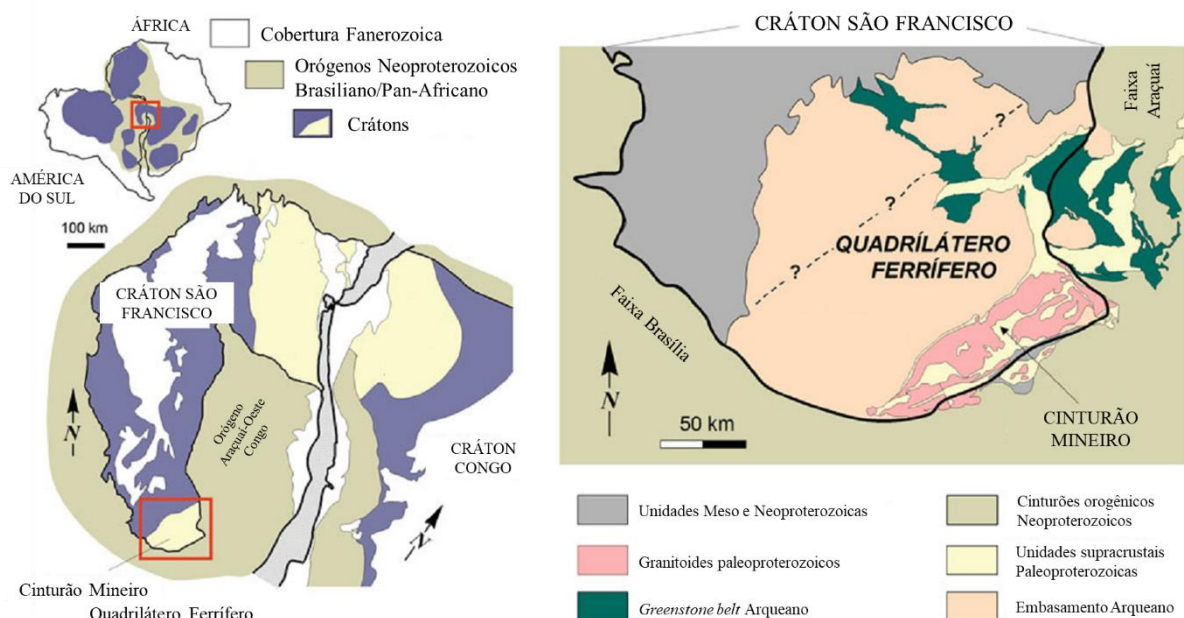 ÁFRICA
AMÉRICA
DO SUL
Cobertura Fanerozoica
Orógenos Neoproterozoicos
Brasiliano/Pan-Africano
Crátons
100 km
CRÁTON SÃO
FRANCISCO
N
Orógeno
Araçuaí-Oeste
Congo
CRÁTON
CONGO
N
Cinturão Mineiro
Quadrilátero Ferrífero
CRÁTON SÃO FRANCISCO
Faixa
Araçuaí
?
?
?
QUADRÍLÁTERO
FERRÍFERO
Faixa Brasília
N
50 km
CINTURÃO
MINEIRO
Unidades Meso e Neoproterozoicas
Granitoides paleoproterozoicos
Greenstone belt Arqueano
Cinturões orogênicos
Neoproterozoicos
Unidades supracrustais
Paleoproterozoicas
Embasamento Arqueano